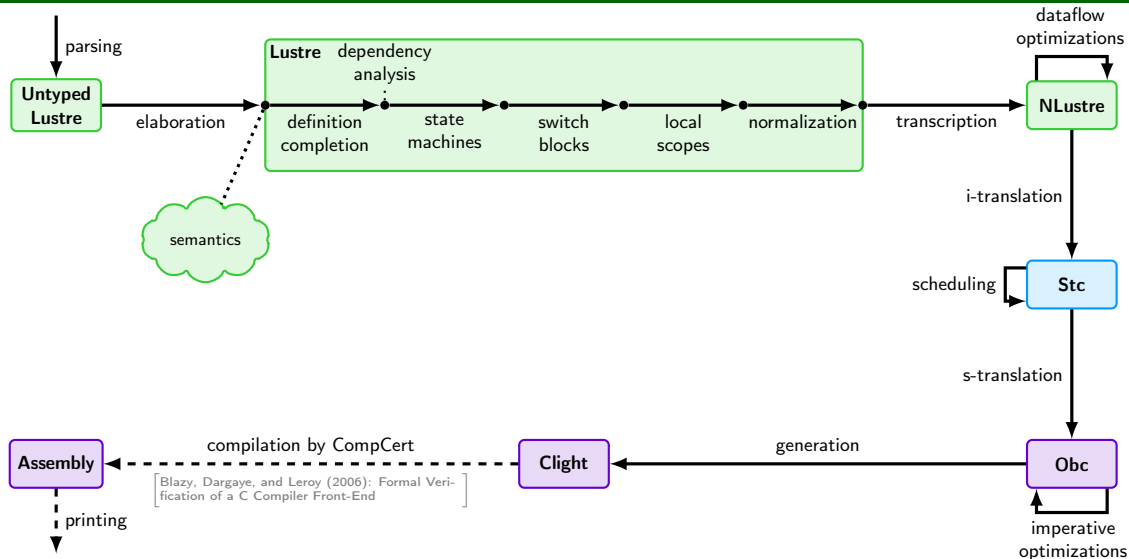 parsing
Untyped
Lustre
elaboration
Lustre
dependency
analysis
definition
completion
state
machines
switch
blocks
local
scopes
normalization
transcription
dataflow
optimizations
NLustre
semantics
i-translation
scheduling
Stc
s-translation
Assembly
compilation by CompCert
Blazy, Dargaye, and Leroy (2006): Formal Veri-
fication of a C Compiler Front-End
Clight
generation
Obc
printing
imperative
optimizations